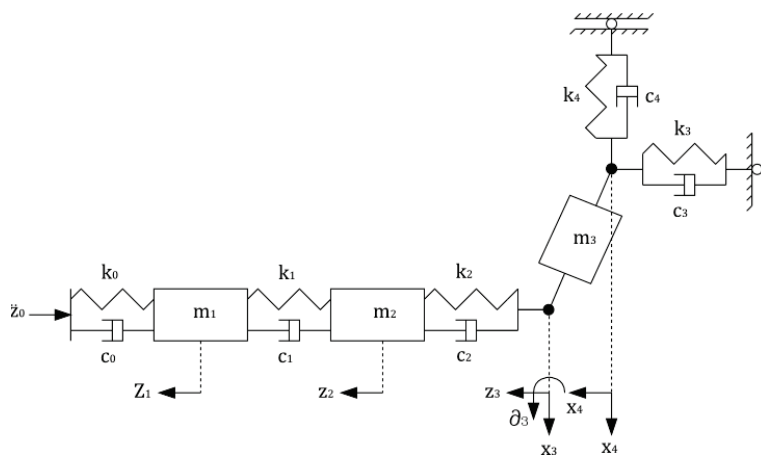 k₄
c₄
k₃
c₃
m₃
k₀
k₁
k₂
z̈₀
m₁
m₂
c₀
c₁
c₂
Z₁
z₂
z₃
x₄
∂₃
x₃
x₄